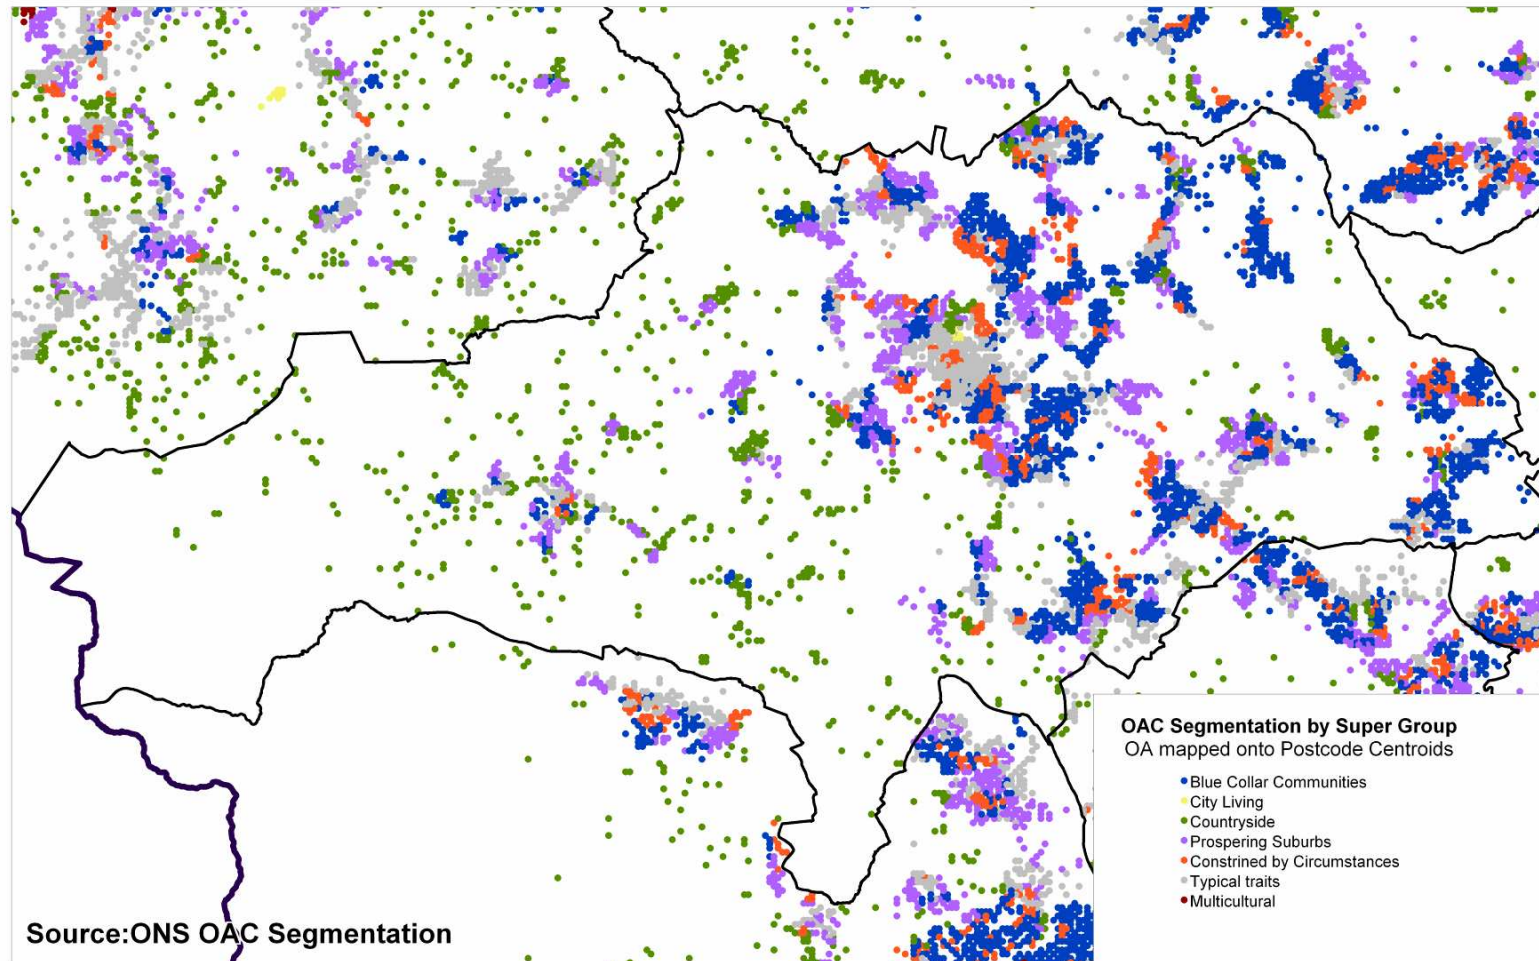 OAC Segmentation by Super Group
OA mapped onto Postcode Centroids
Blue Collar Communities
City Living
Countryside
Prospering Suburbs
Constrined by Circumstances
Typical traits
Multicultural
Source:ONS OAC Segmentation